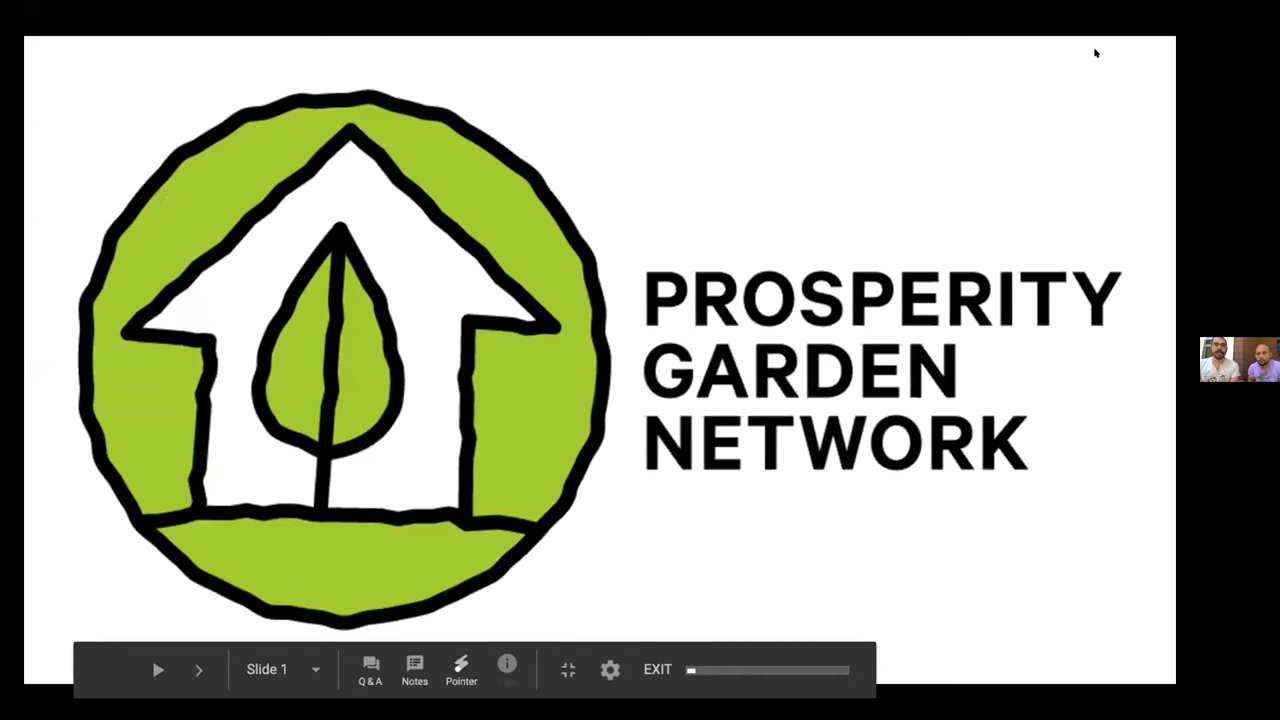 PROSPERITY
GARDEN
NETWORK
Slide 1
Q & A
Notes
Pointer
EXIT